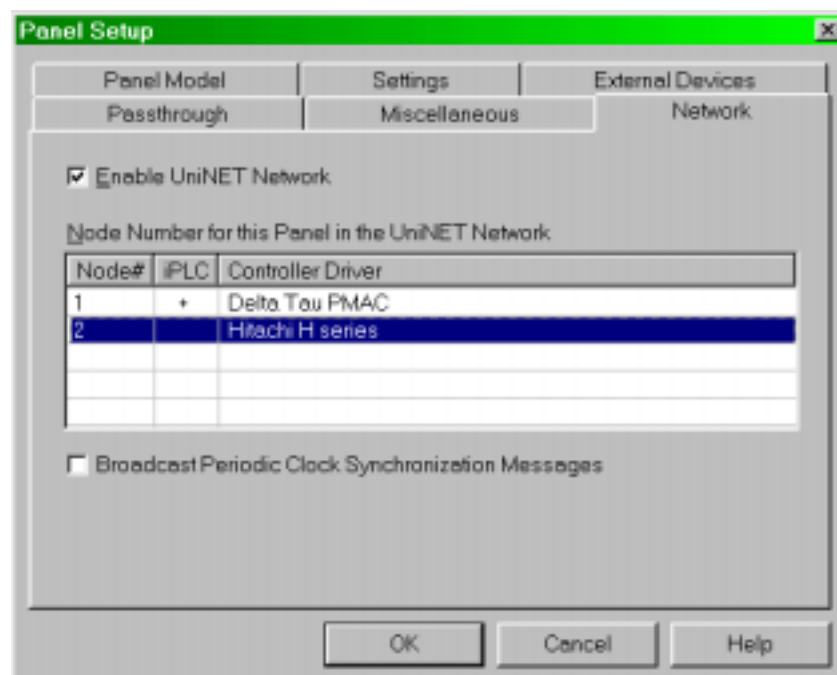 Panel Setup
Panel Model Settings External Devices
Passthrough Miscellaneous Network
Enable UniNET Network
Node Number for this Panel in the UniNET Network
Node# iPLC Controller Driver
1 + Delta Tau PMAC
2 Hitachi H series
Broadcast Periodic Clock Synchronization Messages
OK Cancel Help